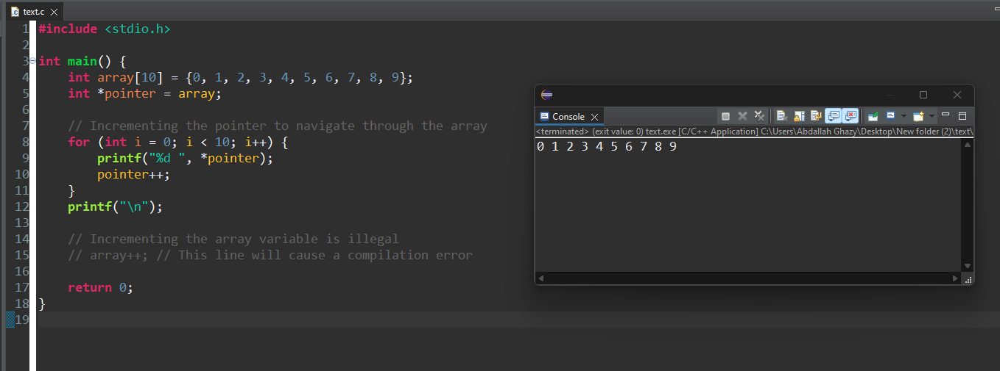 text.c
1 #include <stdio.h>
2
3 int main() {
4     int array[10] = {0, 1, 2, 3, 4, 5, 6, 7, 8, 9};
5     int *pointer = array;
6
7     // Incrementing the pointer to navigate through the array
8     for (int i = 0; i < 10; i++) {
9         printf("%d ", *pointer);
10         pointer++;
11     }
12     printf("\n");
13
14     // Incrementing the array variable is illegal
15     // array++; // This line will cause a compilation error
16
17     return 0;
18 }
19
Console
<terminated> (exit value: 0) text.exe [C/C++ Application] C:\Users\Abdallah Ghazy\Desktop\New folder (2)\text\
0 1 2 3 4 5 6 7 8 9